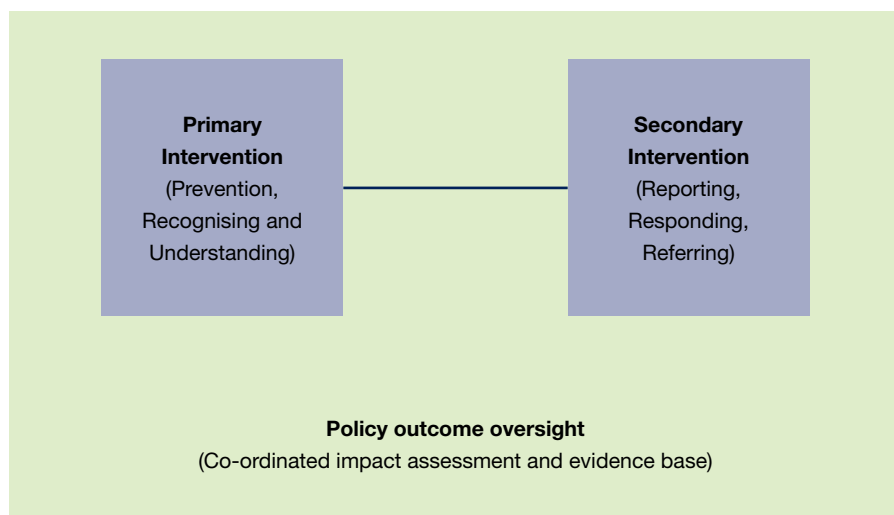 Primary
Intervention
(Prevention,
Recognising and
Understanding)
Secondary
Intervention
(Reporting,
Responding,
Referring)
Policy outcome oversight
(Co-ordinated impact assessment and evidence base)